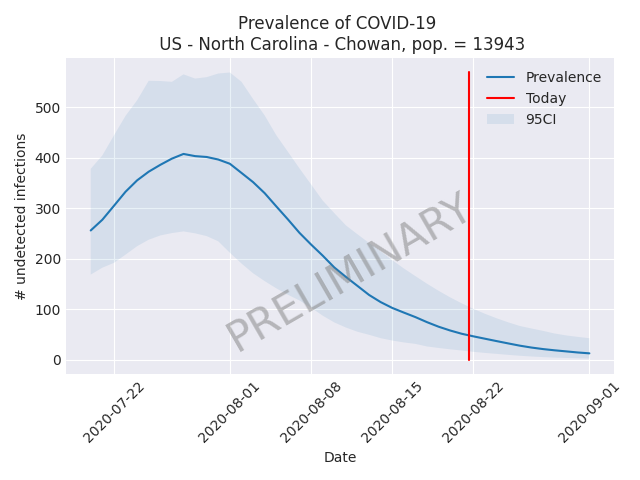 Prevalence of COVID-19
US - North Carolina - Chowan, pop. = 13943
Prevalence
Today
95CI
# undetected infections
500
400
300
200
100
0
PRELIMINARY
2020-07-22
2020-08-01
2020-08-08
2020-08-15
2020-08-22
2020-09-01
Date